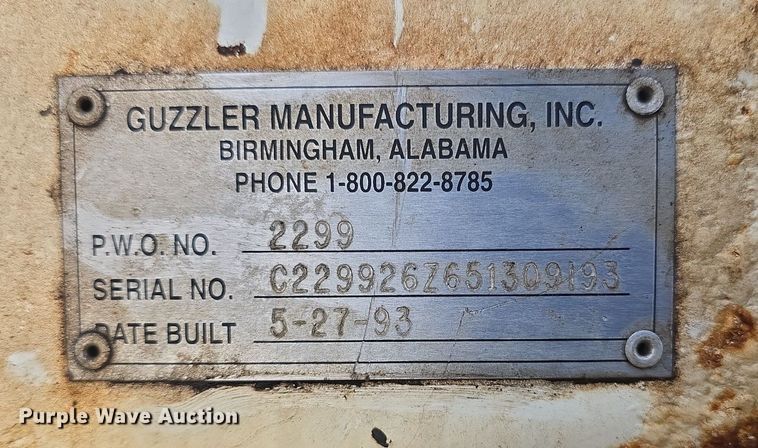 GUZZLER MANUFACTURING, INC.
BIRMINGHAM, ALABAMA
PHONE 1-800-822-8785
P.W.O. NO. 2299
SERIAL NO. C229926Z651309193
DATE BUILT 5-27-93
Purple Wave Auction